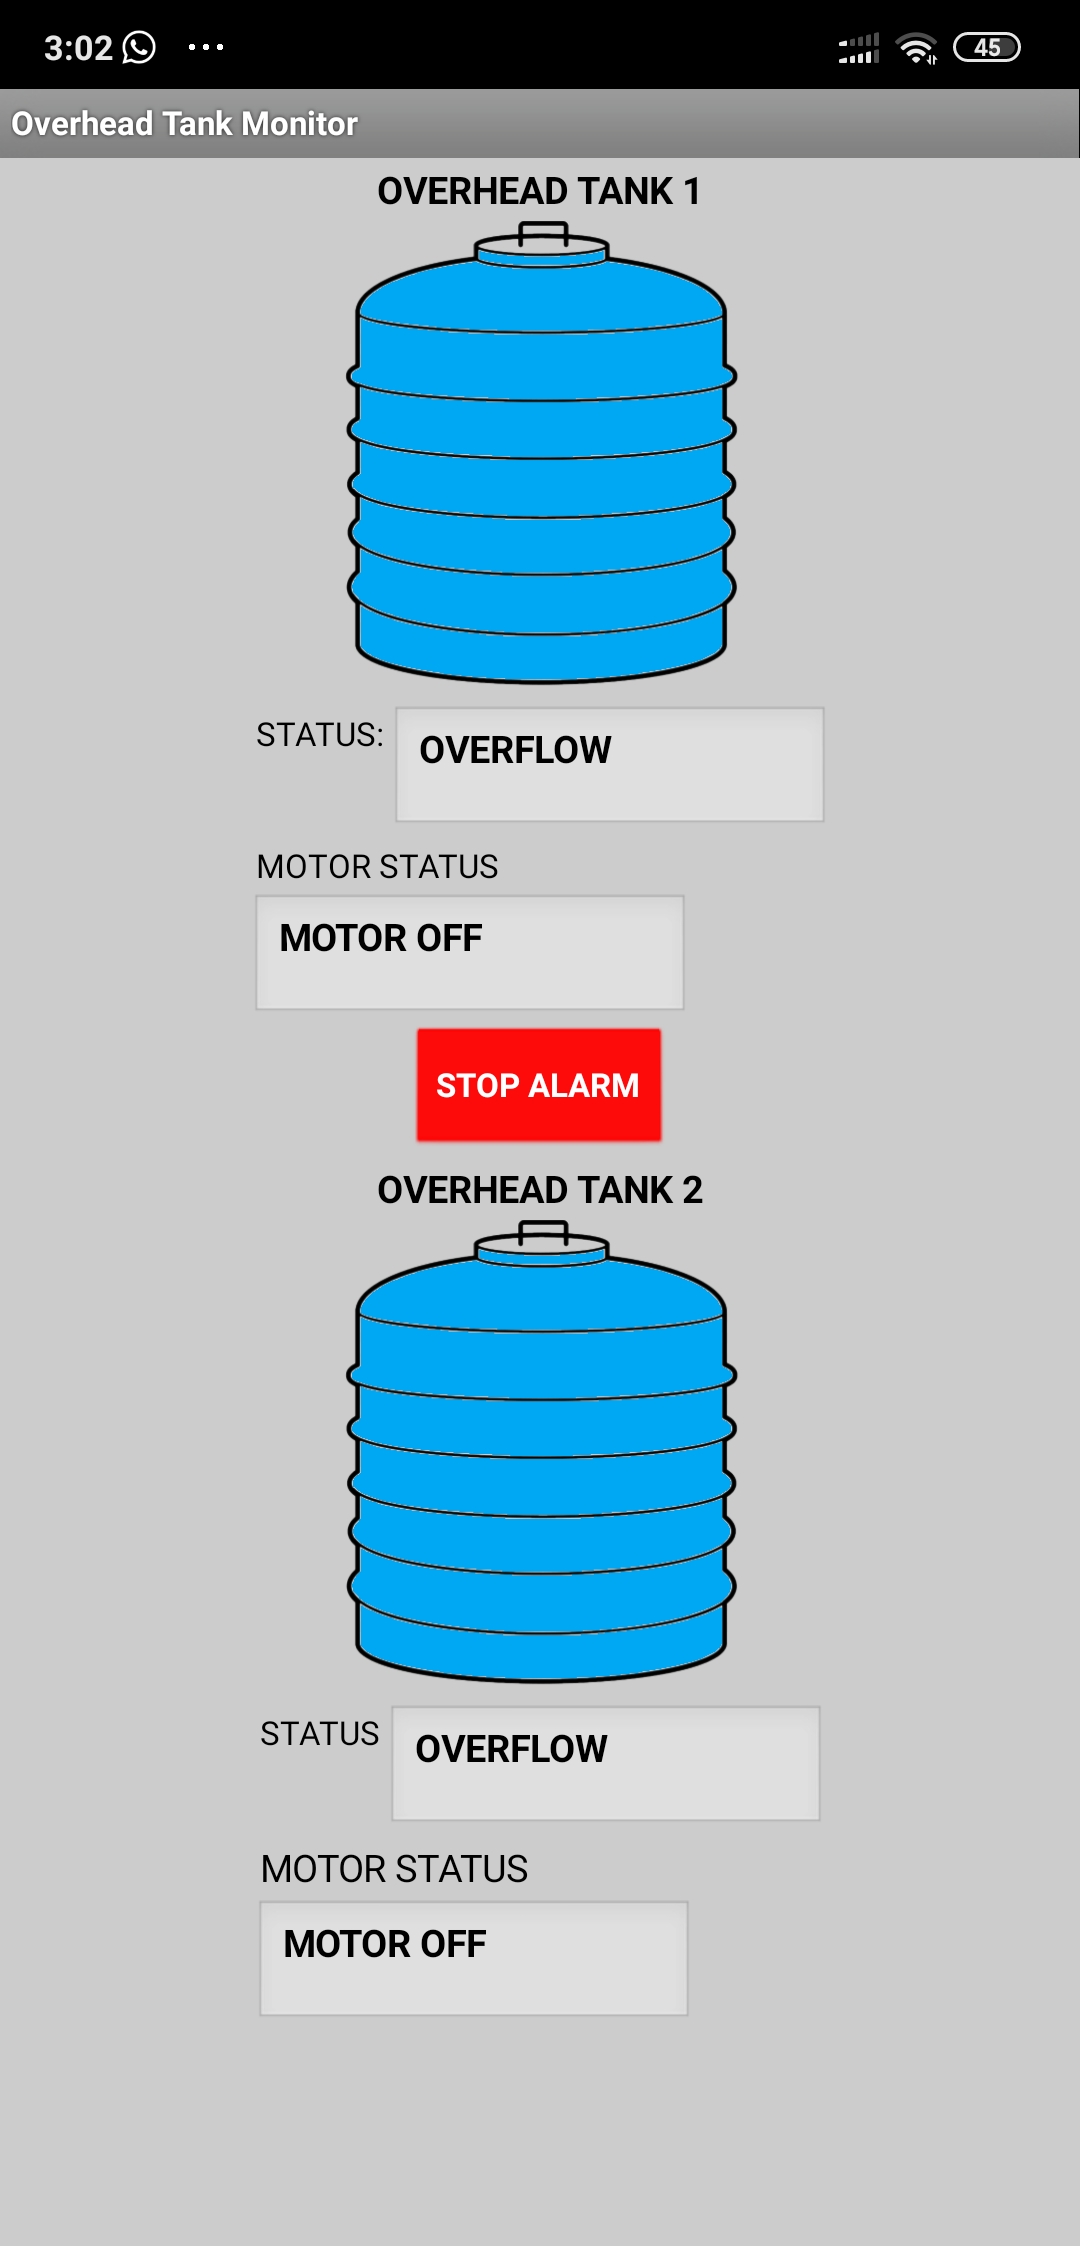 3:02
45
Overhead Tank Monitor
OVERHEAD TANK 1
STATUS: OVERFLOW
MOTOR STATUS
MOTOR OFF
STOP ALARM
OVERHEAD TANK 2
STATUS OVERFLOW
MOTOR STATUS
MOTOR OFF